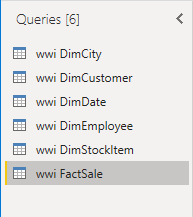 Queries [6]
wwi DimCity
wwi DimCustomer
wwi DimDate
wwi DimEmployee
wwi DimStockItem
wwi FactSale